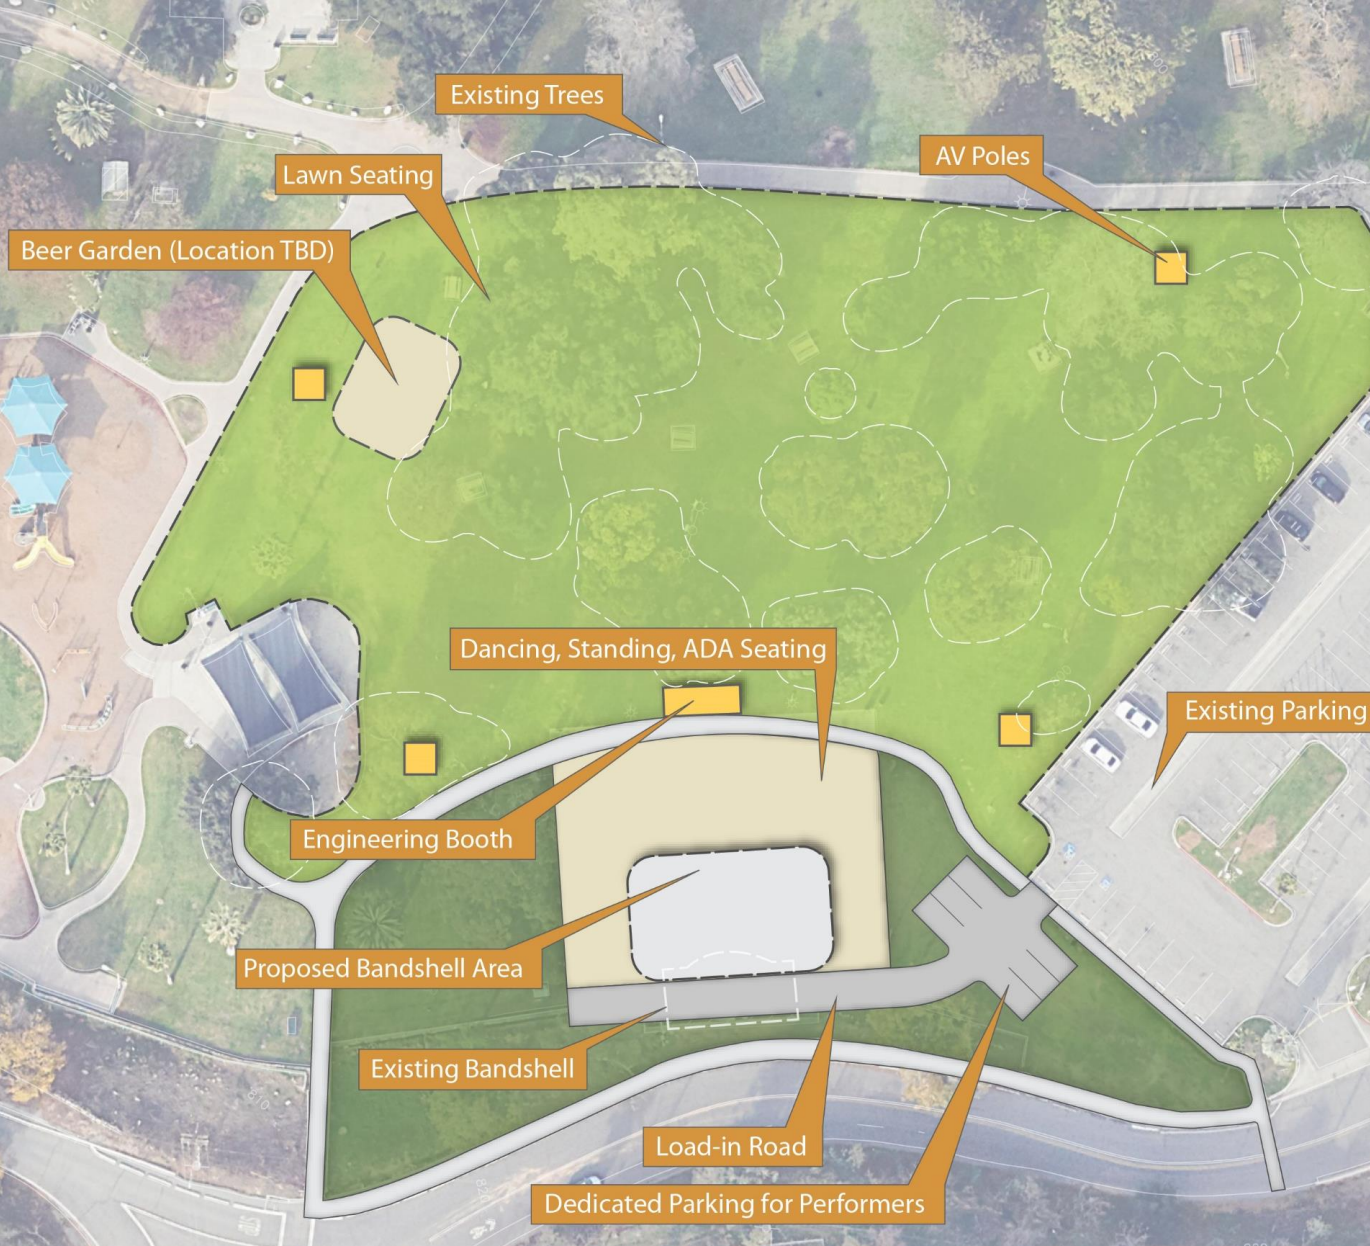 Existing Trees
AV Poles
Lawn Seating
Beer Garden (Location TBD)
Dancing, Standing, ADA Seating
Existing Parking
Engineering Booth
Proposed Bandshell Area
Existing Bandshell
Load-in Road
Dedicated Parking for Performers